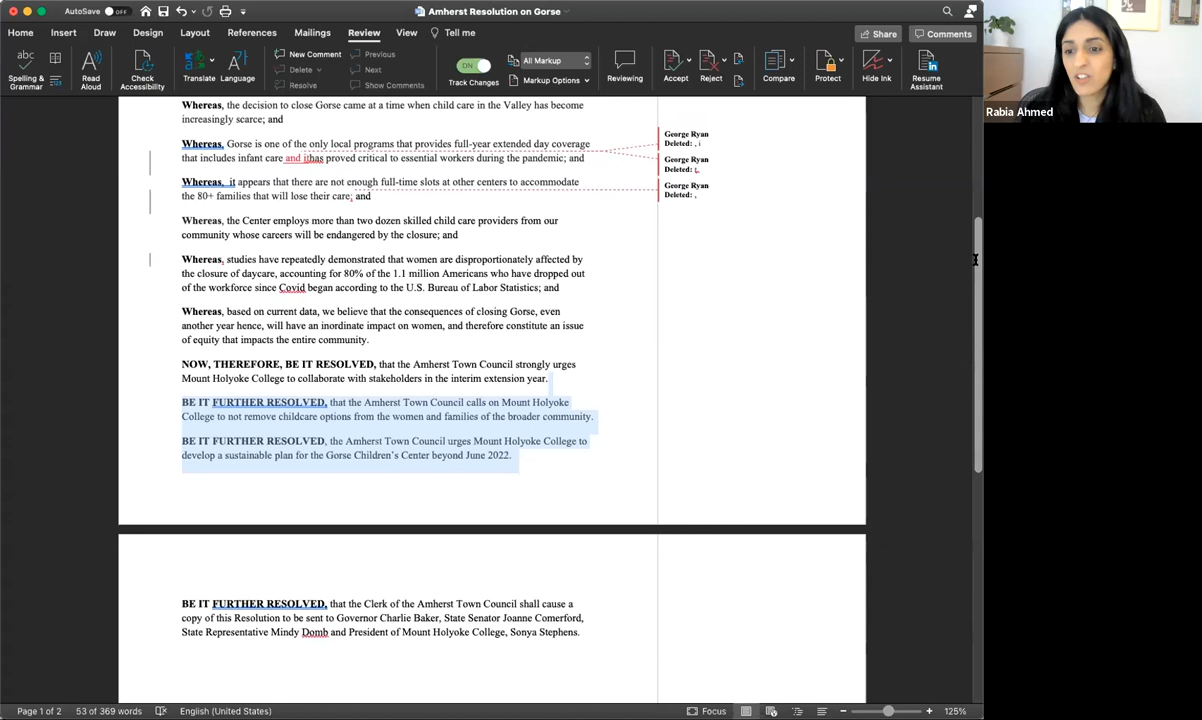 AutoSave OFF
Amherst Resolution on Gorse
Home Insert Draw Design Layout References Mailings Review View Tell me
Share Comments
Spelling & Grammar
Read Aloud
Check Accessibility
Translate Language
New Comment
Delete
Resolve
Previous
Next
Show Comments
ON
Track Changes
All Markup
Markup Options
Reviewing
Accept Reject
Compare
Protect
Hide Ink
Resume Assistant
Rabia Ahmed
Whereas, the decision to close Gorse came at a time when child care in the Valley has become
increasingly scarce; and
Whereas, Gorse is one of the only local programs that provides full-year extended day coverage
that includes infant care and ithas proved critical to essential workers during the pandemic; and
Whereas, it appears that there are not enough full-time slots at other centers to accommodate
the 80+ families that will lose their care; and
Whereas, the Center employs more than two dozen skilled child care providers from our
community whose careers will be endangered by the closure; and
Whereas, studies have repeatedly demonstrated that women are disproportionately affected by
the closure of daycare, accounting for 80% of the 1.1 million Americans who have dropped out
of the workforce since Covid began according to the U.S. Bureau of Labor Statistics; and
Whereas, based on current data, we believe that the consequences of closing Gorse, even
another year hence, will have an inordinate impact on women, and therefore constitute an issue
of equity that impacts the entire community.
NOW, THEREFORE, BE IT RESOLVED, that the Amherst Town Council strongly urges
Mount Holyoke College to collaborate with stakeholders in the interim extension year.
BE IT FURTHER RESOLVED, that the Amherst Town Council calls on Mount Holyoke
College to not remove childcare options from the women and families of the broader community.
BE IT FURTHER RESOLVED, the Amherst Town Council urges Mount Holyoke College to
develop a sustainable plan for the Gorse Children's Center beyond June 2022.
George Ryan
Deleted: , i
George Ryan
Deleted: t,
George Ryan
Deleted: ,
BE IT FURTHER RESOLVED, that the Clerk of the Amherst Town Council shall cause a
copy of this Resolution to be sent to Governor Charlie Baker, State Senator Joanne Comerford,
State Representative Mindy Domb and President of Mount Holyoke College, Sonya Stephens.
Page 1 of 2 53 of 369 words English (United States) Focus 125%